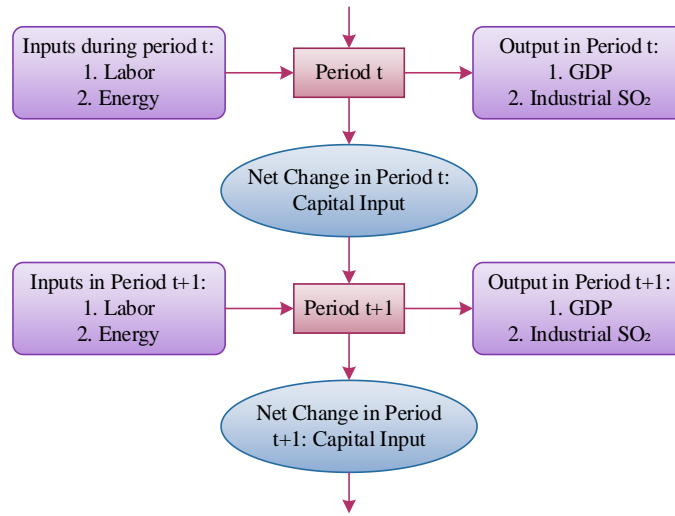 Inputs during period t:
1. Labor
2. Energy
Period t
Output in Period t:
1. GDP
2. Industrial SO₂
Net Change in Period t:
Capital Input
Inputs in Period t+1:
1. Labor
2. Energy
Period t+1
Output in Period t+1:
1. GDP
2. Industrial SO₂
Net Change in Period
t+1: Capital Input